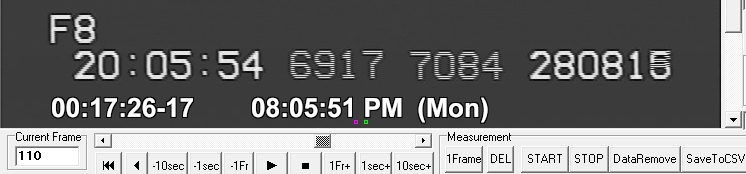 F8
20:05:54 6917 7084 280815
00:17:26-17 08:05:51 PM (Mon)
Current Frame
110
-10sec -1sec -1Fr 1Fr+ 1sec+ 10sec+
Measurement
1Frame DEL START STOP DataRemove SaveToCSV